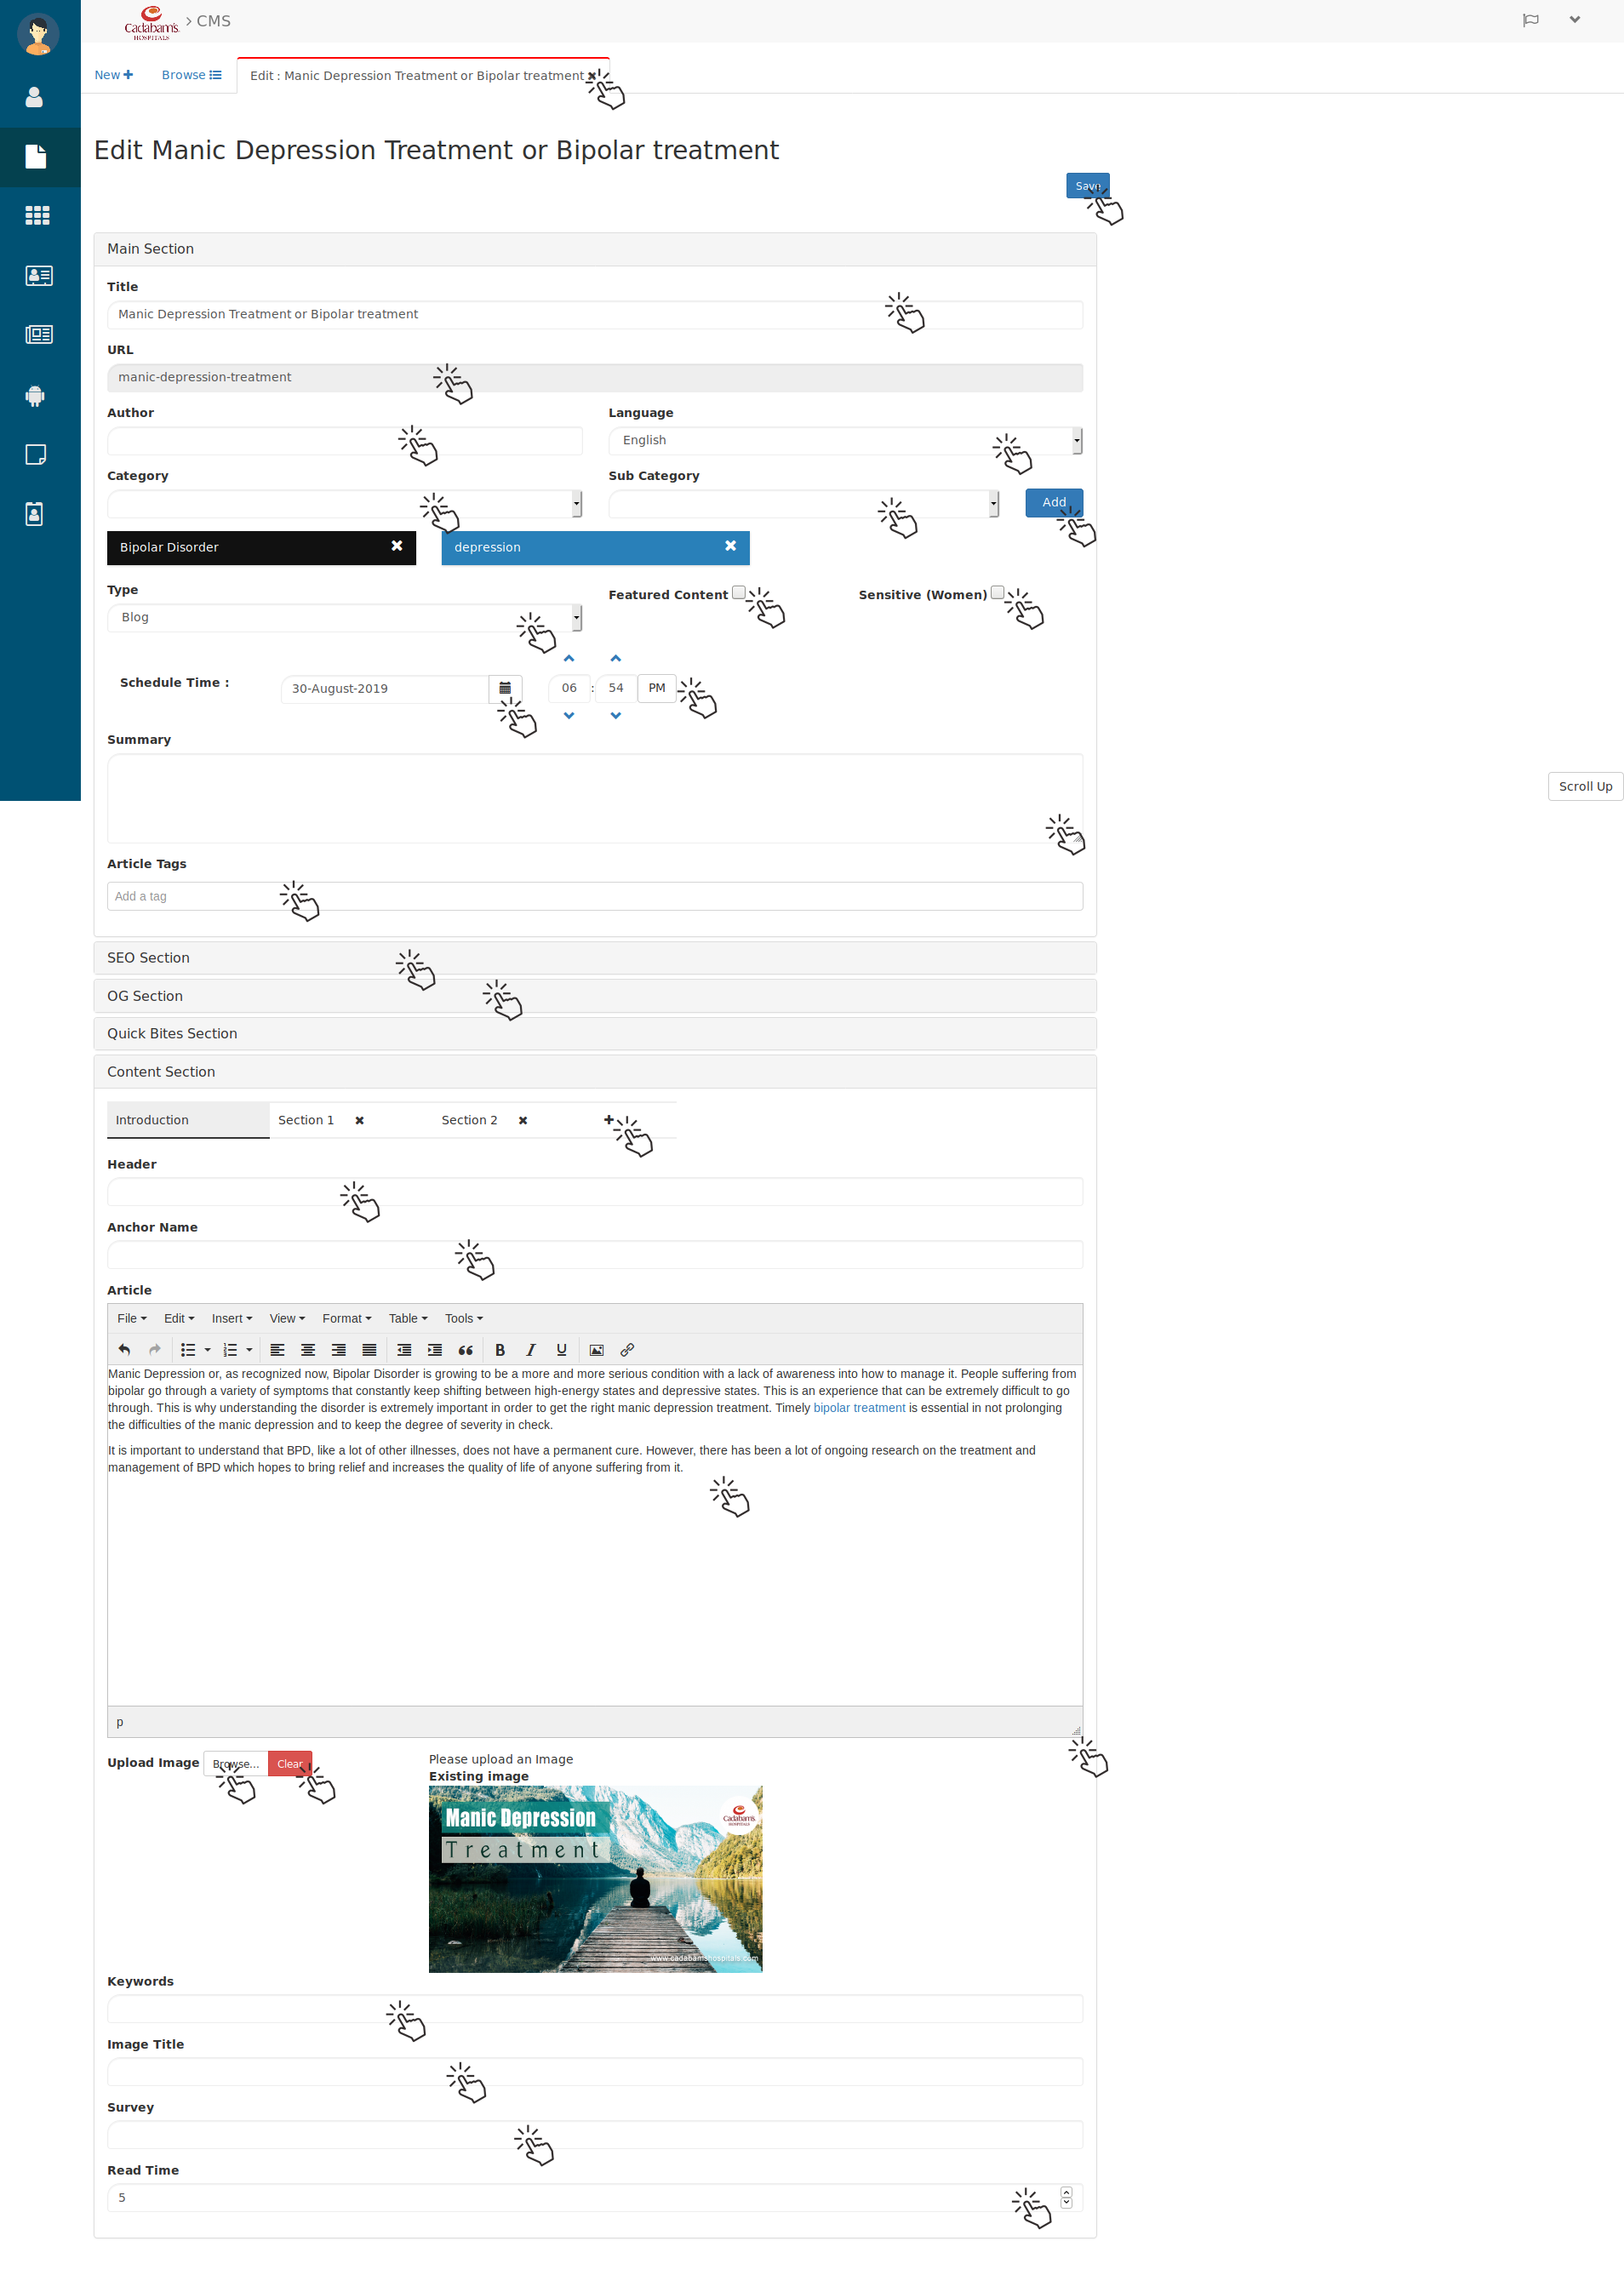 Cadabam's
HOSPITALS
> CMS
New
Browse
Edit : Manic Depression Treatment or Bipolar treatment
Edit Manic Depression Treatment or Bipolar treatment
Save
Main Section
Title
Manic Depression Treatment or Bipolar treatment
URL
manic-depression-treatment
Author
Language
English
Category
Sub Category
Add
Bipolar Disorder
depression
Type
Featured Content
Sensitive (Women)
Blog
Schedule Time :
30-August-2019
06 : 54 PM
Summary
Scroll Up
Article Tags
Add a tag
SEO Section
OG Section
Quick Bites Section
Content Section
Introduction
Section 1
Section 2
Header
Anchor Name
Article
File Edit Insert View Format Table Tools
Manic Depression or, as recognized now, Bipolar Disorder is growing to be a more and more serious condition with a lack of awareness into how to manage it. People suffering from
bipolar go through a variety of symptoms that constantly keep shifting between high-energy states and depressive states. This is an experience that can be extremely difficult to go
through. This is why understanding the disorder is extremely important in order to get the right manic depression treatment. Timely bipolar treatment is essential in not prolonging
the difficulties of the manic depression and to keep the degree of severity in check.
It is important to understand that BPD, like a lot of other illnesses, does not have a permanent cure. However, there has been a lot of ongoing research on the treatment and
management of BPD which hopes to bring relief and increases the quality of life of anyone suffering from it.
p
Upload Image
Browse...
Clear
Please upload an Image
Existing image
Manic Depression
Treatment
Cadabam's
HOSPITALS
www.cadabamshospitals.com
Keywords
Image Title
Survey
Read Time
5